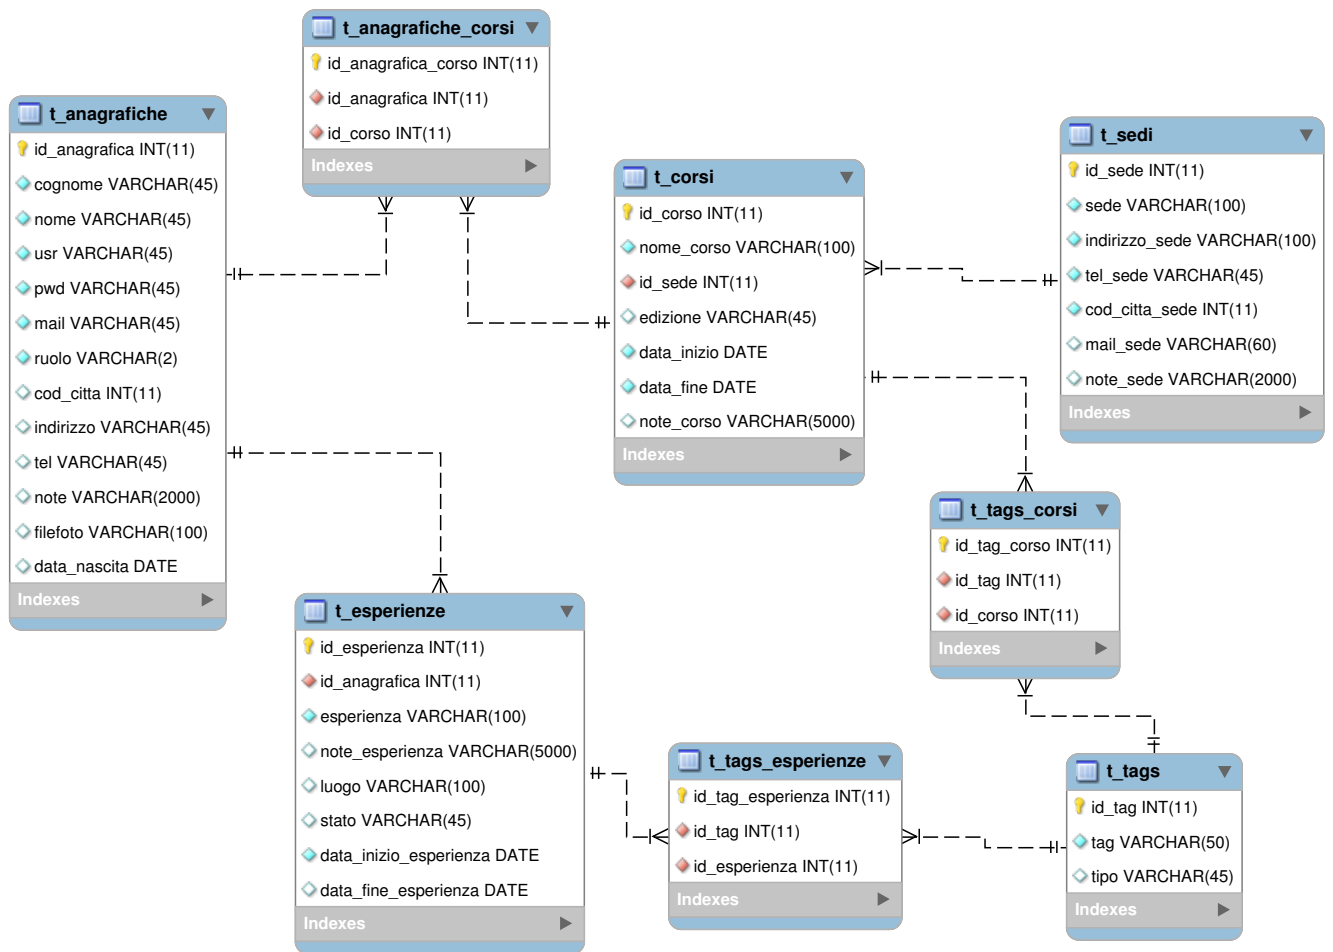 t_anagrafiche_corsi
id_anagrafica_corso INT(11)
id_anagrafica INT(11)
id_corso INT(11)
Indexes
t_anagrafiche
id_anagrafica INT(11)
cognome VARCHAR(45)
nome VARCHAR(45)
usr VARCHAR(45)
pwd VARCHAR(45)
mail VARCHAR(45)
ruolo VARCHAR(2)
cod_citta INT(11)
indirizzo VARCHAR(45)
tel VARCHAR(45)
note VARCHAR(2000)
filefoto VARCHAR(100)
data_nascita DATE
Indexes
t_corsi
id_corso INT(11)
nome_corso VARCHAR(100)
id_sede INT(11)
edizione VARCHAR(45)
data_inizio DATE
data_fine DATE
note_corso VARCHAR(5000)
Indexes
t_sedi
id_sede INT(11)
sede VARCHAR(100)
indirizzo_sede VARCHAR(100)
tel_sede VARCHAR(45)
cod_citta_sede INT(11)
mail_sede VARCHAR(60)
note_sede VARCHAR(2000)
Indexes
t_tags_corsi
id_tag_corso INT(11)
id_tag INT(11)
id_corso INT(11)
Indexes
t_esperienze
id_esperienza INT(11)
id_anagrafica INT(11)
esperienza VARCHAR(100)
note_esperienza VARCHAR(5000)
luogo VARCHAR(100)
stato VARCHAR(45)
data_inizio_esperienza DATE
data_fine_esperienza DATE
Indexes
t_tags_esperienze
id_tag_esperienza INT(11)
id_tag INT(11)
id_esperienza INT(11)
Indexes
t_tags
id_tag INT(11)
tag VARCHAR(50)
tipo VARCHAR(45)
Indexes